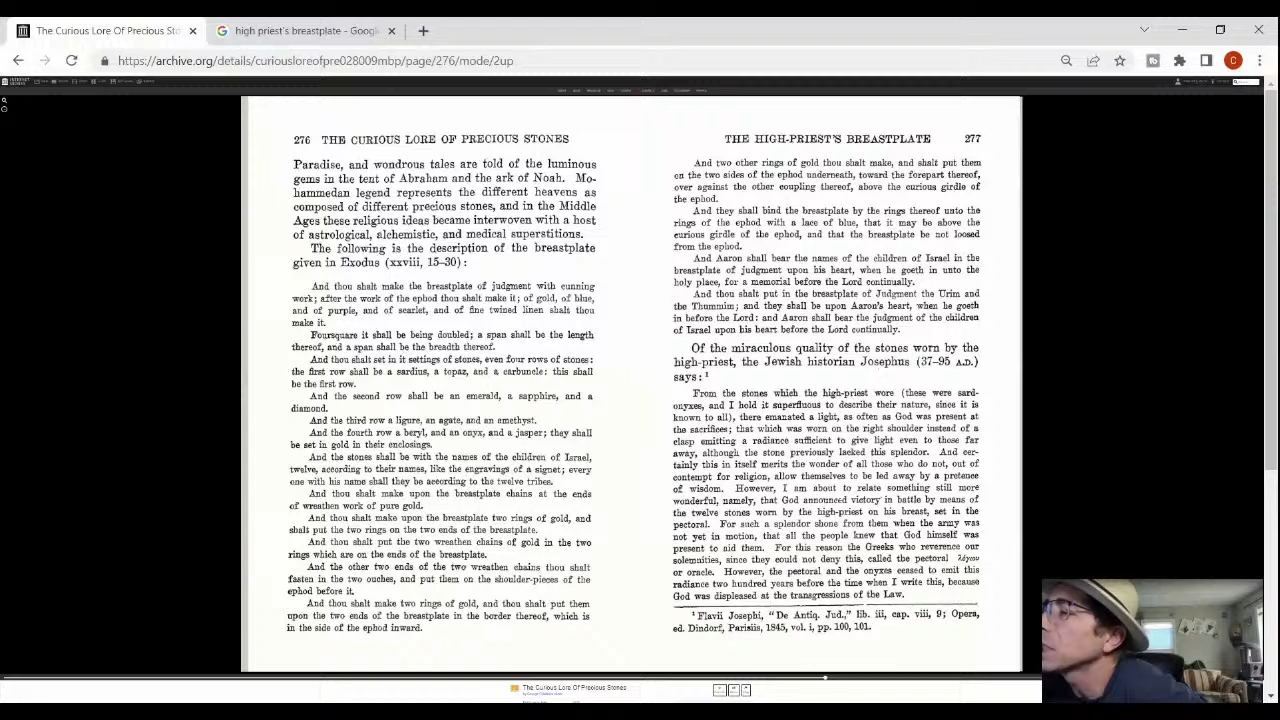 The Curious Lore Of Precious Sto
high priest's breastplate - Google
https://archive.org/details/curiousloreofpre028009mbp/page/276/mode/2up
C
276 THE CURIOUS LORE OF PRECIOUS STONES
Paradise, and wondrous tales are told of the luminous
gems in the tent of Abraham and the ark of Noah. Mo-
hammedan legend represents the different heavens as
composed of different precious stones, and in the Middle
Ages these religious ideas became interwoven with a host
of astrological, alchemistic, and medical superstitions.
The following is the description of the breastplate
given in Exodus (xxviii, 15-30):
And thou shalt make the breastplate of judgment with cunning
work; after the work of the ephod thou shalt make it; of gold, of blue,
and of purple, and of scarlet, and of fine twined linen shalt thou
make it.
Foursquare it shall be being doubled; a span shall be the length
thereof, and a span shall be the breadth thereof.
And thou shalt set in it settings of stones, even four rows of stones:
the first row shall be a sardius, a topaz, and a carbuncle: this shall
be the first row.
And the second row shall be an emerald, a sapphire, and a
diamond.
And the third row a ligure, an agate, and an amethyst.
And the fourth row a beryl, and an onyx, and a jasper; they shall
be set in gold in their enclosings.
And the stones shall be with the names of the children of Israel,
twelve, according to their names, like the engravings of a signet; every
one with his name shall they be according to the twelve tribes.
And thou shalt make upon the breastplate chains at the ends
of wreathen work of pure gold.
And thou shalt make upon the breastplate two rings of gold, and
shalt put the two rings on the two ends of the breastplate.
And thou shalt put the two wreathen chains of gold in the two
rings which are on the ends of the breastplate.
And the other two ends of the two wreathen chains thou shalt
fasten in the two ouches, and put them on the shoulder-pieces of the
ephod before it.
And thou shalt make two rings of gold, and thou shalt put them
upon the two ends of the breastplate in the border thereof, which is
in the side of the ephod inward.
THE HIGH-PRIEST'S BREASTPLATE 277
And two other rings of gold thou shalt make, and shalt put them
on the two sides of the ephod underneath, toward the forepart thereof,
over against the other coupling thereof, above the curious girdle of
the ephod.
And they shall bind the breastplate by the rings thereof unto the
rings of the ephod with a lace of blue, that it may be above the
curious girdle of the ephod, and that the breastplate be not loosed
from the ephod.
And Aaron shall bear the names of the children of Israel in the
breastplate of judgment upon his heart, when he goeth in unto the
holy place, for a memorial before the Lord continually.
And thou shalt put in the breastplate of Judgment the Urim and
the Thummim; and they shall be upon Aaron's heart, when he goeth
in before the Lord: and Aaron shall bear the judgment of the children
of Israel upon his heart before the Lord continually.
Of the miraculous quality of the stones worn by the
high-priest, the Jewish historian Josephus (37-95 A.D.)
says: 1
From the stones which the high-priest wore (these were sard-
onyxes, and I hold it superfluous to describe their nature, since it is
known to all), there emanated a light, as often as God was present at
the sacrifices; that which was worn on the right shoulder instead of a
clasp emitting a radiance sufficient to give light even to those far
away, although the stone previously lacked this splendor. And cer-
tainly this in itself merits the wonder of all those who do not, out of
contempt for religion, allow themselves to be led away by a pretence
of wisdom. However, I am about to relate something still more
wonderful, namely, that God announced victory in battle by means of
the twelve stones worn by the high-priest on his breast, set in the
pectoral. For such a splendor shone from them when the army was
not yet in motion, that all the people knew that God himself was
present to aid them. For this reason the Greeks who reverence our
solemnities, since they could not deny this, called the pectoral λόγιον
or oracle. However, the pectoral and the onyxes ceased to emit this
radiance two hundred years before the time when I write this, because
God was displeased at the transgressions of the Law.
1 Flavii Josephi, "De Antiq. Jud.," lib. iii, cap. viii, 9; Opera,
ed. Dindorf, Parisiis, 1845, vol. i, pp. 100, 101.
The Curious Lore Of Precious Stones